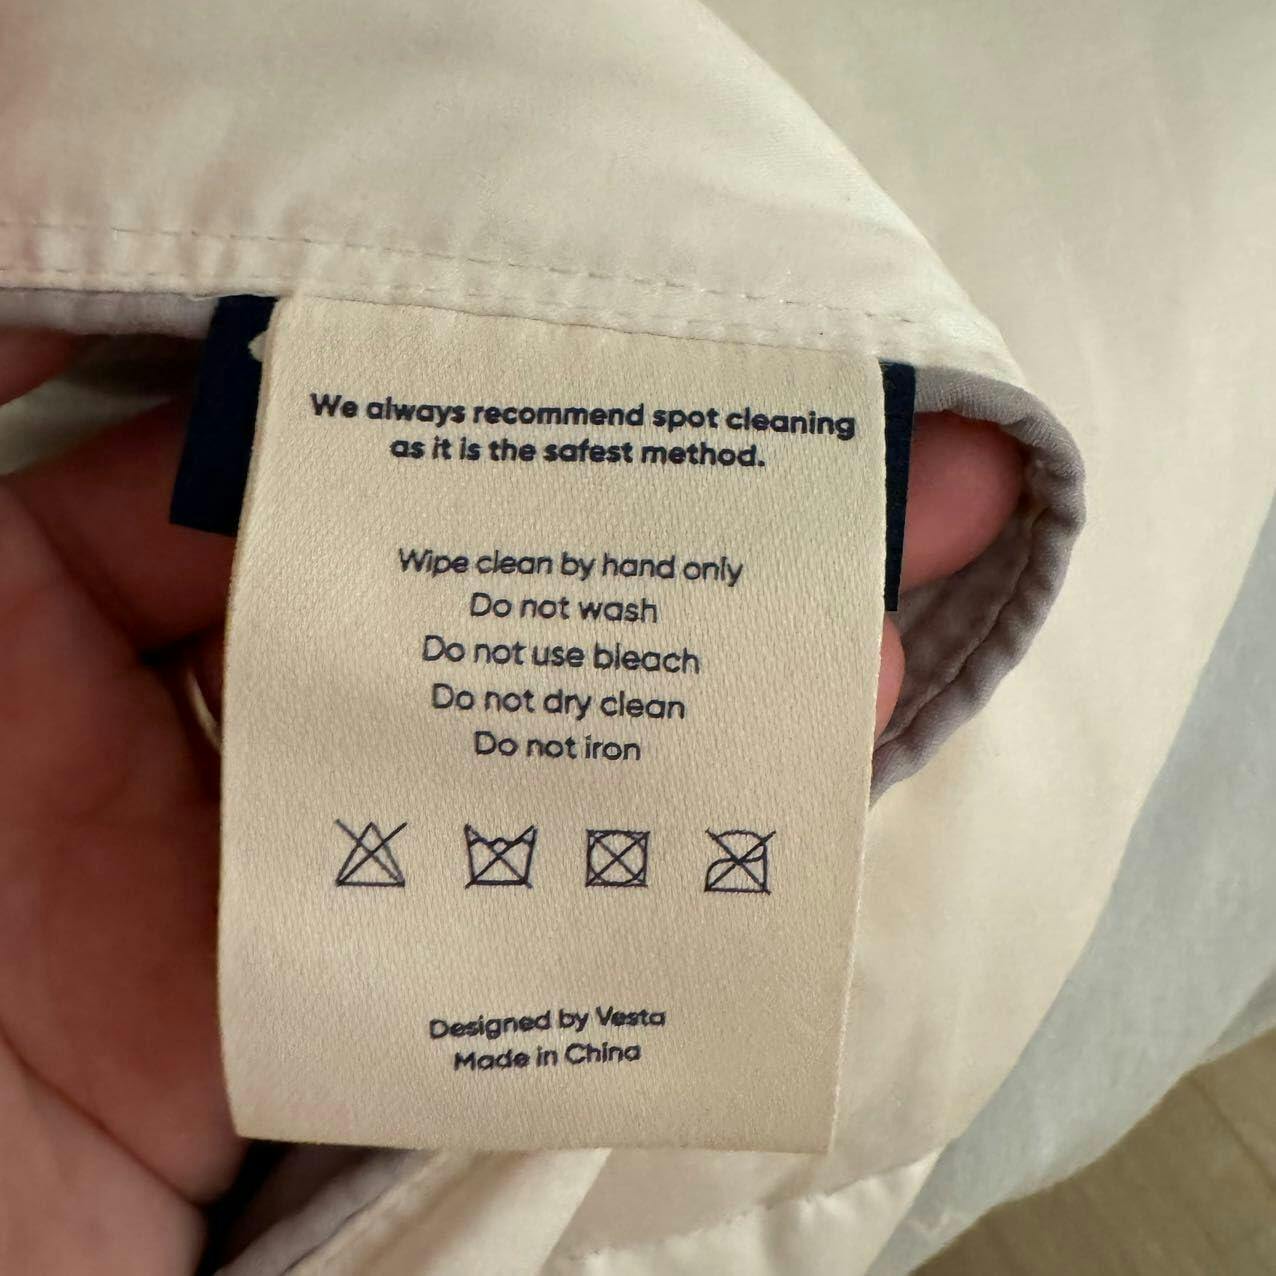 We always recommend spot cleaning
as it is the safest method.
Wipe clean by hand only
Do not wash
Do not use bleach
Do not dry clean
Do not iron
Designed by Vesta
Made in China